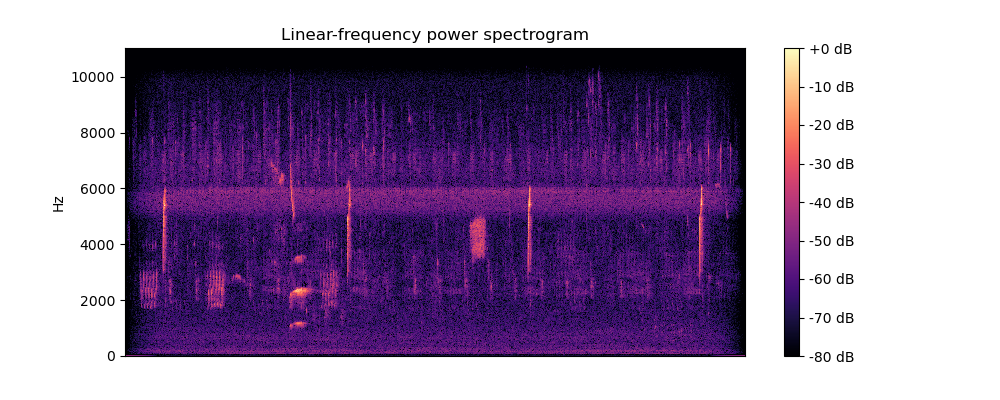 Linear-frequency power spectrogram
Hz
10000
8000
6000
4000
2000
0
+0 dB
-10 dB
-20 dB
-30 dB
-40 dB
-50 dB
-60 dB
-70 dB
-80 dB